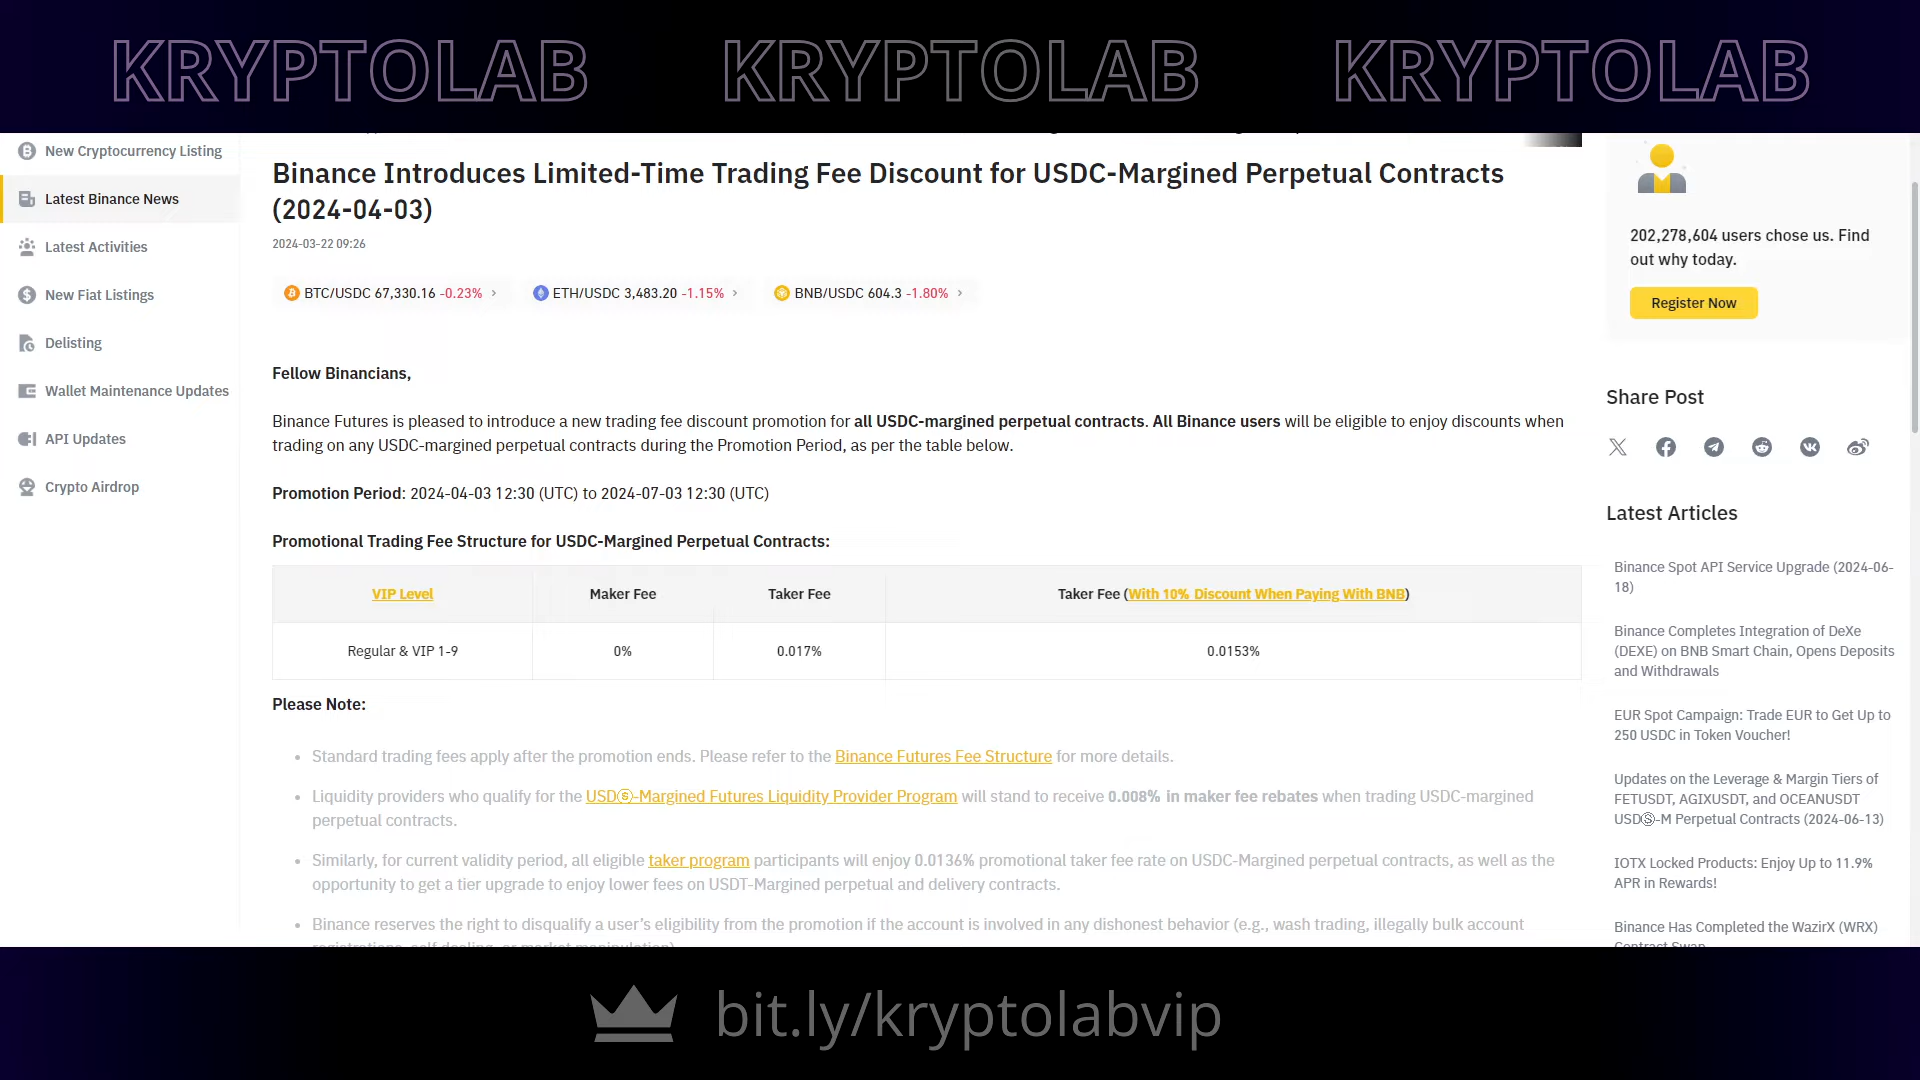 KRYPTOLAB KRYPTOLAB KRYPTOLAB
New Cryptocurrency Listing
Latest Binance News
Latest Activities
New Fiat Listings
Delisting
Wallet Maintenance Updates
API Updates
Crypto Airdrop
Binance Introduces Limited-Time Trading Fee Discount for USDC-Margined Perpetual Contracts
(2024-04-03)
2024-03-22 09:26
BTC/USDC 67,330.16 -0.23% > ETH/USDC 3,483.20 -1.15% > BNB/USDC 604.3 -1.80% >
Fellow Binancians,
Binance Futures is pleased to introduce a new trading fee discount promotion for all USDC-margined perpetual contracts. All Binance users will be eligible to enjoy discounts when
trading on any USDC-margined perpetual contracts during the Promotion Period, as per the table below.
Promotion Period: 2024-04-03 12:30 (UTC) to 2024-07-03 12:30 (UTC)
Promotional Trading Fee Structure for USDC-Margined Perpetual Contracts:
VIP Level Maker Fee Taker Fee Taker Fee (With 10% Discount When Paying With BNB)
Regular & VIP 1-9 0% 0.017% 0.0153%
Please Note:
• Standard trading fees apply after the promotion ends. Please refer to the Binance Futures Fee Structure for more details.
• Liquidity providers who qualify for the USDⓈ-Margined Futures Liquidity Provider Program will stand to receive 0.008% in maker fee rebates when trading USDC-margined
perpetual contracts.
• Similarly, for current validity period, all eligible taker program participants will enjoy 0.0136% promotional taker fee rate on USDC-Margined perpetual contracts, as well as the
opportunity to get a tier upgrade to enjoy lower fees on USDT-Margined perpetual and delivery contracts.
• Binance reserves the right to disqualify a user's eligibility from the promotion if the account is involved in any dishonest behavior (e.g., wash trading, illegally bulk account
registrations, self dealing, or market manipulation)
202,278,604 users chose us. Find
out why today.
Register Now
Share Post
Latest Articles
Binance Spot API Service Upgrade (2024-06-
18)
Binance Completes Integration of DeXe
(DEXE) on BNB Smart Chain, Opens Deposits
and Withdrawals
EUR Spot Campaign: Trade EUR to Get Up to
250 USDC in Token Voucher!
Updates on the Leverage & Margin Tiers of
FETUSDT, AGIXUSDT, and OCEANUSDT
USDⓈ-M Perpetual Contracts (2024-06-13)
IOTX Locked Products: Enjoy Up to 11.9%
APR in Rewards!
Binance Has Completed the WazirX (WRX)
Contract Swap
bit.ly/kryptolabvip